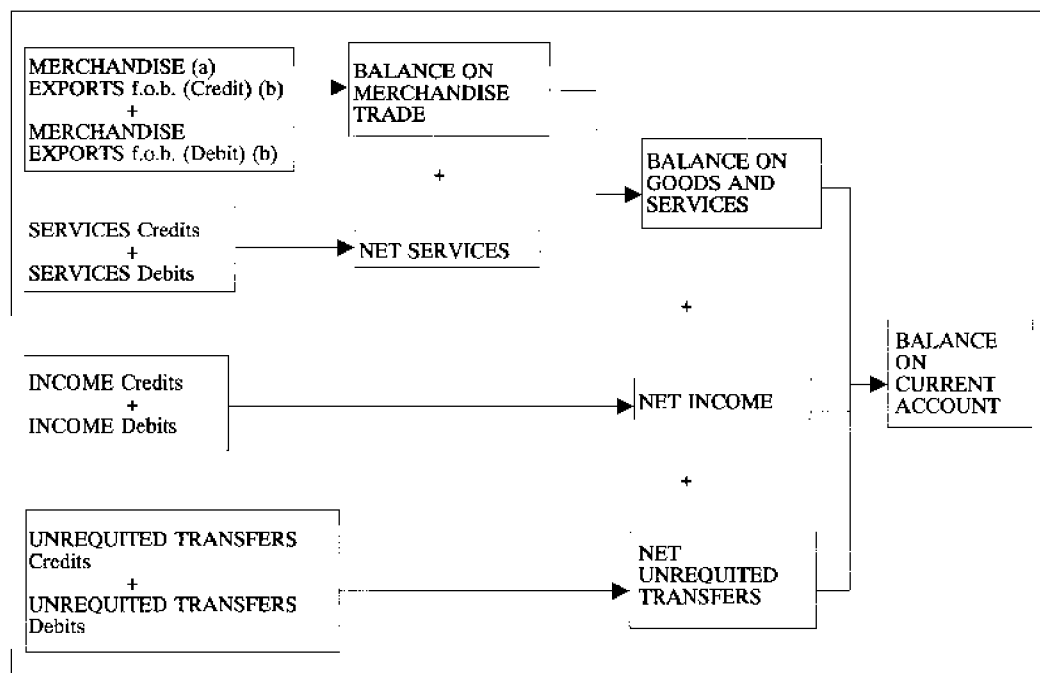 MERCHANDISE (a)
EXPORTS f.o.b. (Credit) (b)
+
MERCHANDISE
EXPORTS f.o.b. (Debit) (b)
BALANCE ON
MERCHANDISE
TRADE
+
SERVICES Credits
+
SERVICES Debits
NET SERVICES
BALANCE ON
GOODS AND
SERVICES
+
INCOME Credits
+
INCOME Debits
NET INCOME
+
UNREQUITED TRANSFERS
Credits
+
UNREQUITED TRANSFERS
Debits
NET
UNREQUITED
TRANSFERS
BALANCE
ON
CURRENT
ACCOUNT